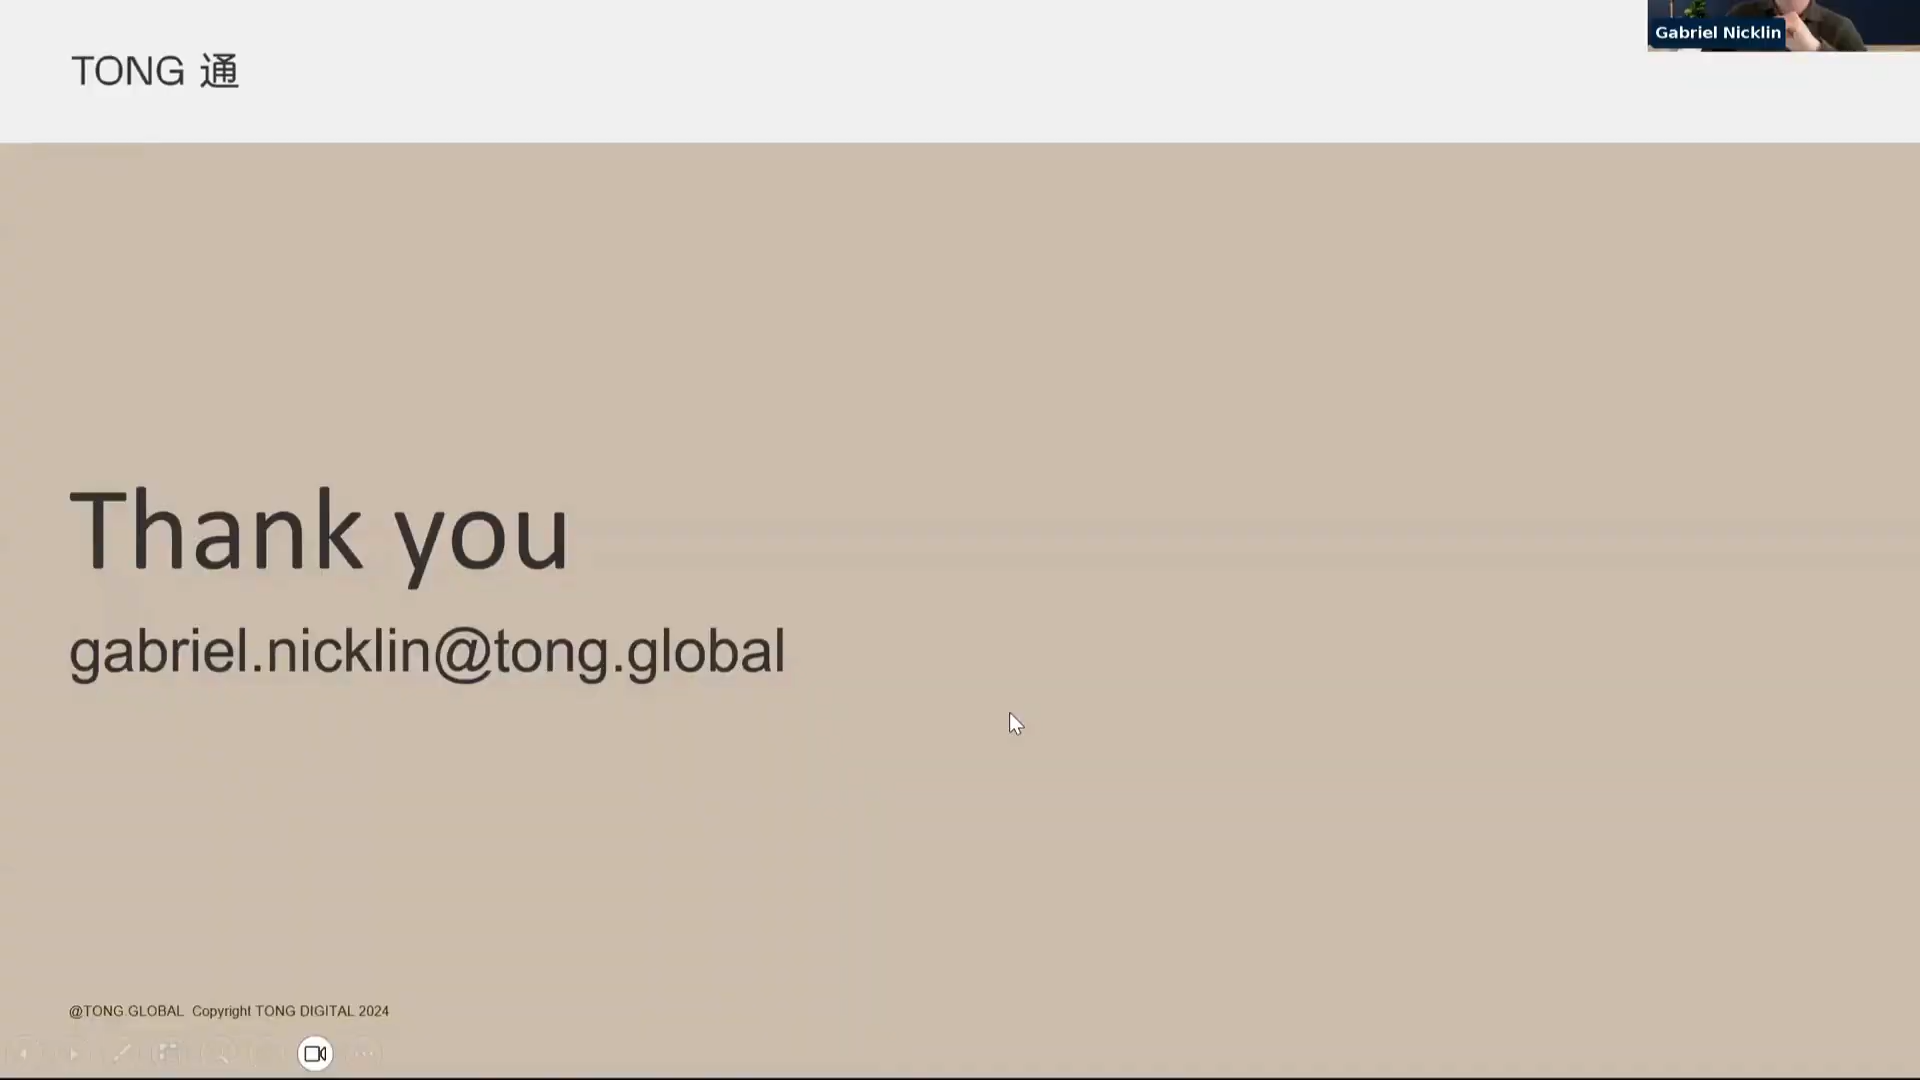 TONG 通
Gabriel Nicklin
Thank you
gabriel.nicklin@tong.global
@TONG.GLOBAL Copyright TONG DIGITAL 2024